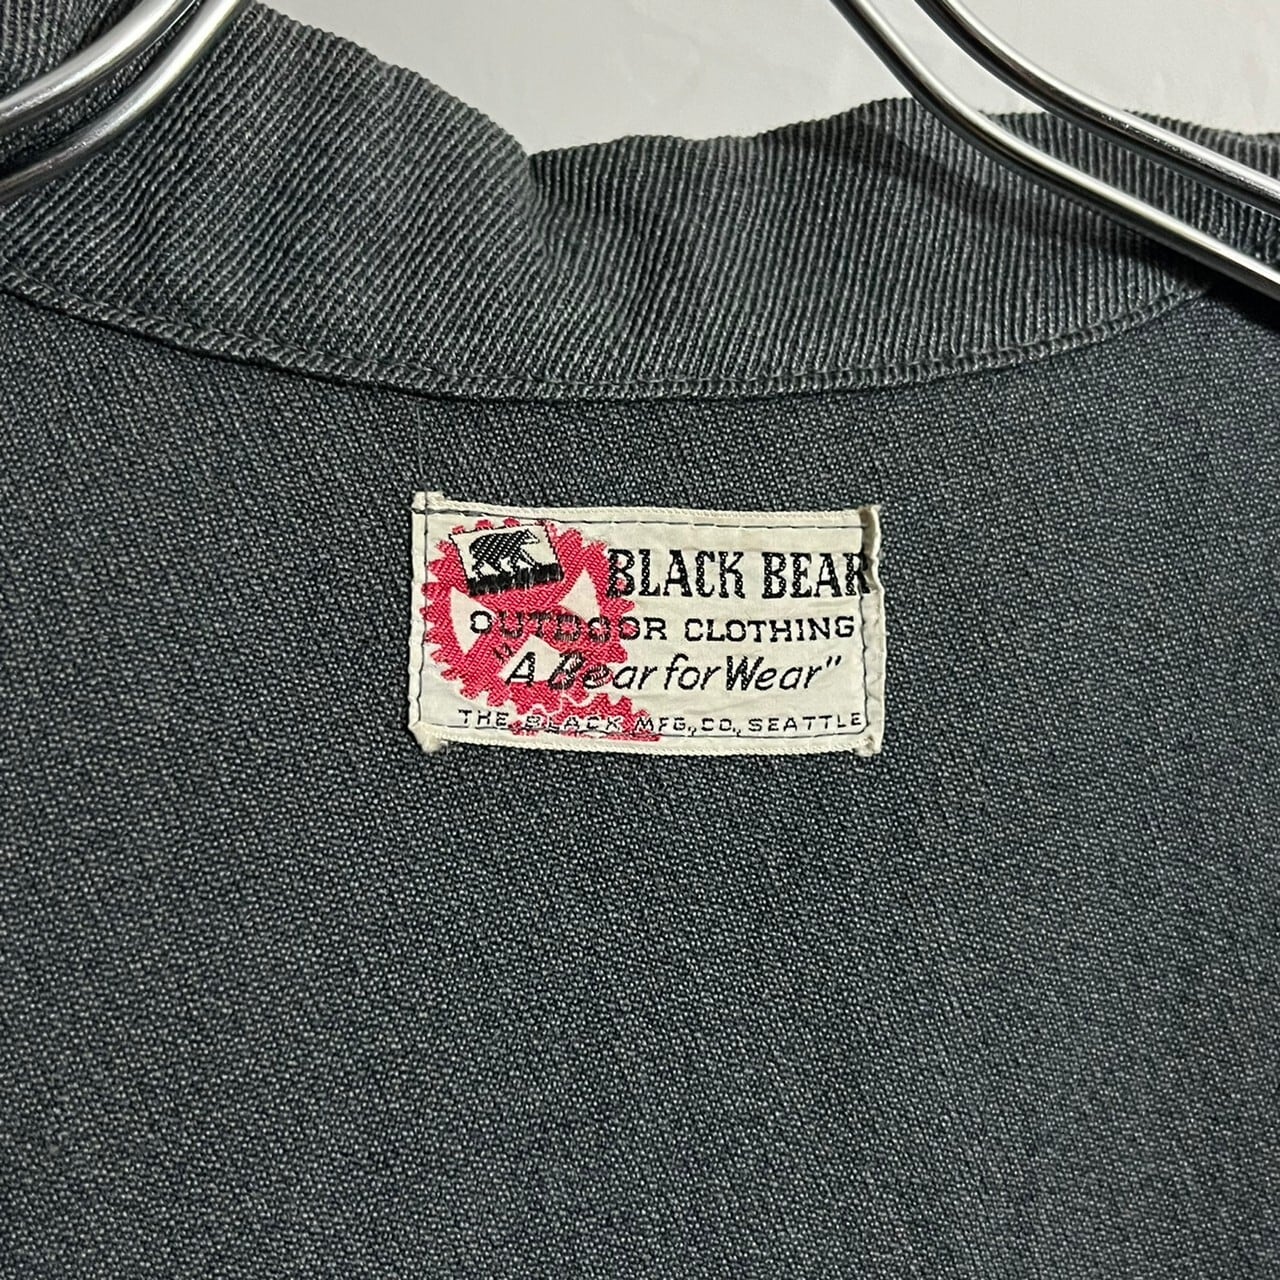 BLACK BEAR
OUTDOOR CLOTHING
"A Bear for Wear"
THE BLACK MFG., CO., SEATTLE